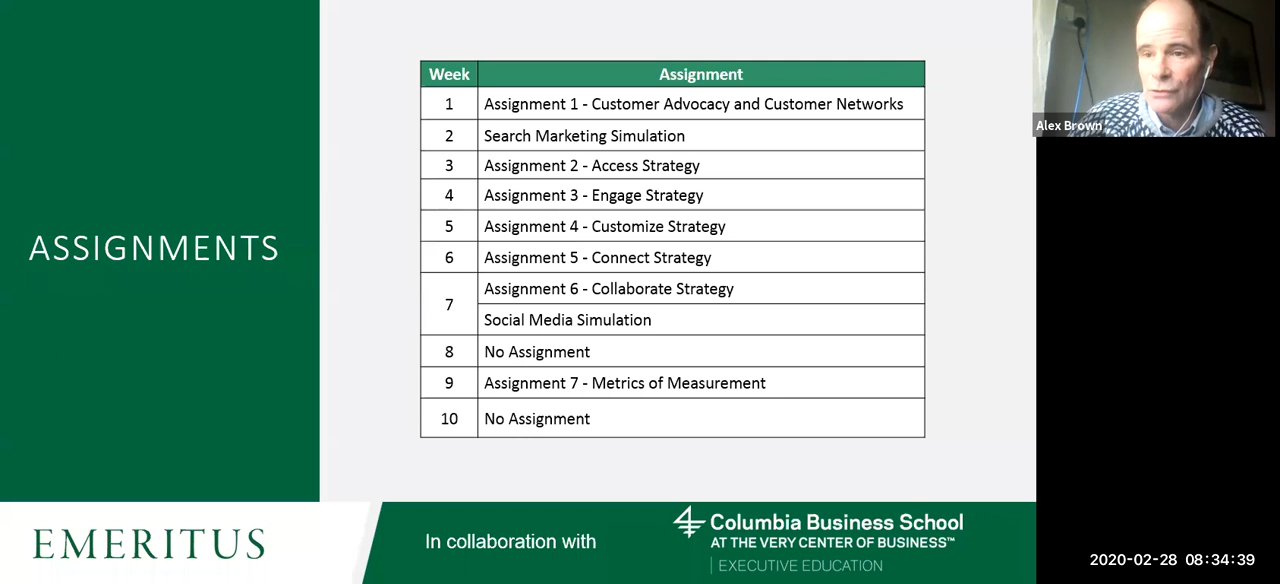 ASSIGNMENTS
Week Assignment
1 Assignment 1 - Customer Advocacy and Customer Networks
2 Search Marketing Simulation
3 Assignment 2 - Access Strategy
4 Assignment 3 - Engage Strategy
5 Assignment 4 - Customize Strategy
6 Assignment 5 - Connect Strategy
7 Assignment 6 - Collaborate Strategy
Social Media Simulation
8 No Assignment
9 Assignment 7 - Metrics of Measurement
10 No Assignment
Alex Brown
EMERITUS
In collaboration with
Columbia Business School
AT THE VERY CENTER OF BUSINESS™
EXECUTIVE EDUCATION
2020-02-28 08:34:39